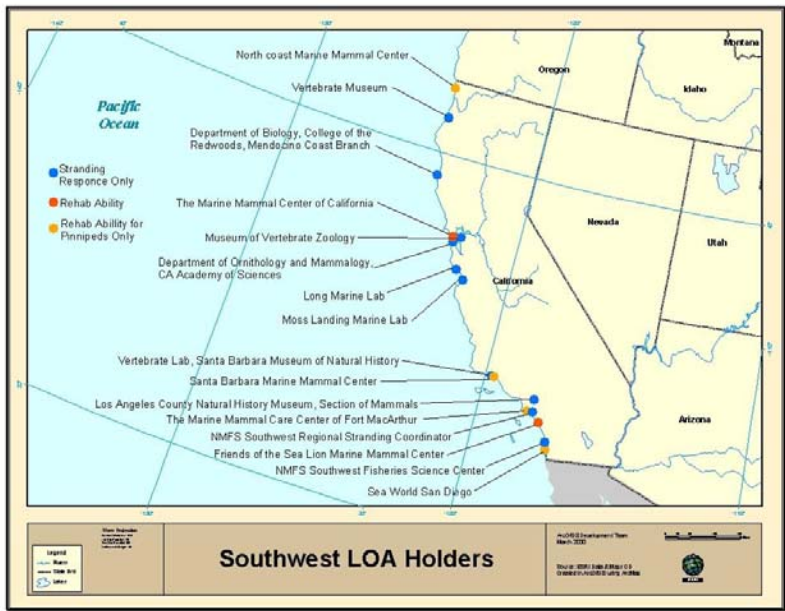 North coast Marine Mammal Center
Vertebrate Museum
Department of Biology, College of the
Redwoods, Mendocino Coast Branch
The Marine Mammal Center of California
Museum of Vertebrate Zoology
Department of Ornithology and Mammalogy,
CA Academy of Sciences
Long Marine Lab
Moss Landing Marine Lab
Vertebrate Lab, Santa Barbara Museum of Natural History
Santa Barbara Marine Mammal Center
Los Angeles County Natural History Museum, Section of Mammals
The Marine Mammal Care Center of Fort MacArthur
NMFS Southwest Regional Stranding Coordinator
Friends of the Sea Lion Marine Mammal Center
NMFS Southwest Fisheries Science Center
Sea World San Diego
Pacific
Ocean
Stranding
Responce Only
Rehab Ability
Rehab Abillity for
Pinnipeds Only
Oregon
Montana
Idaho
Nevada
Utah
California
Arizona
Legend
Southwest LOA Holders